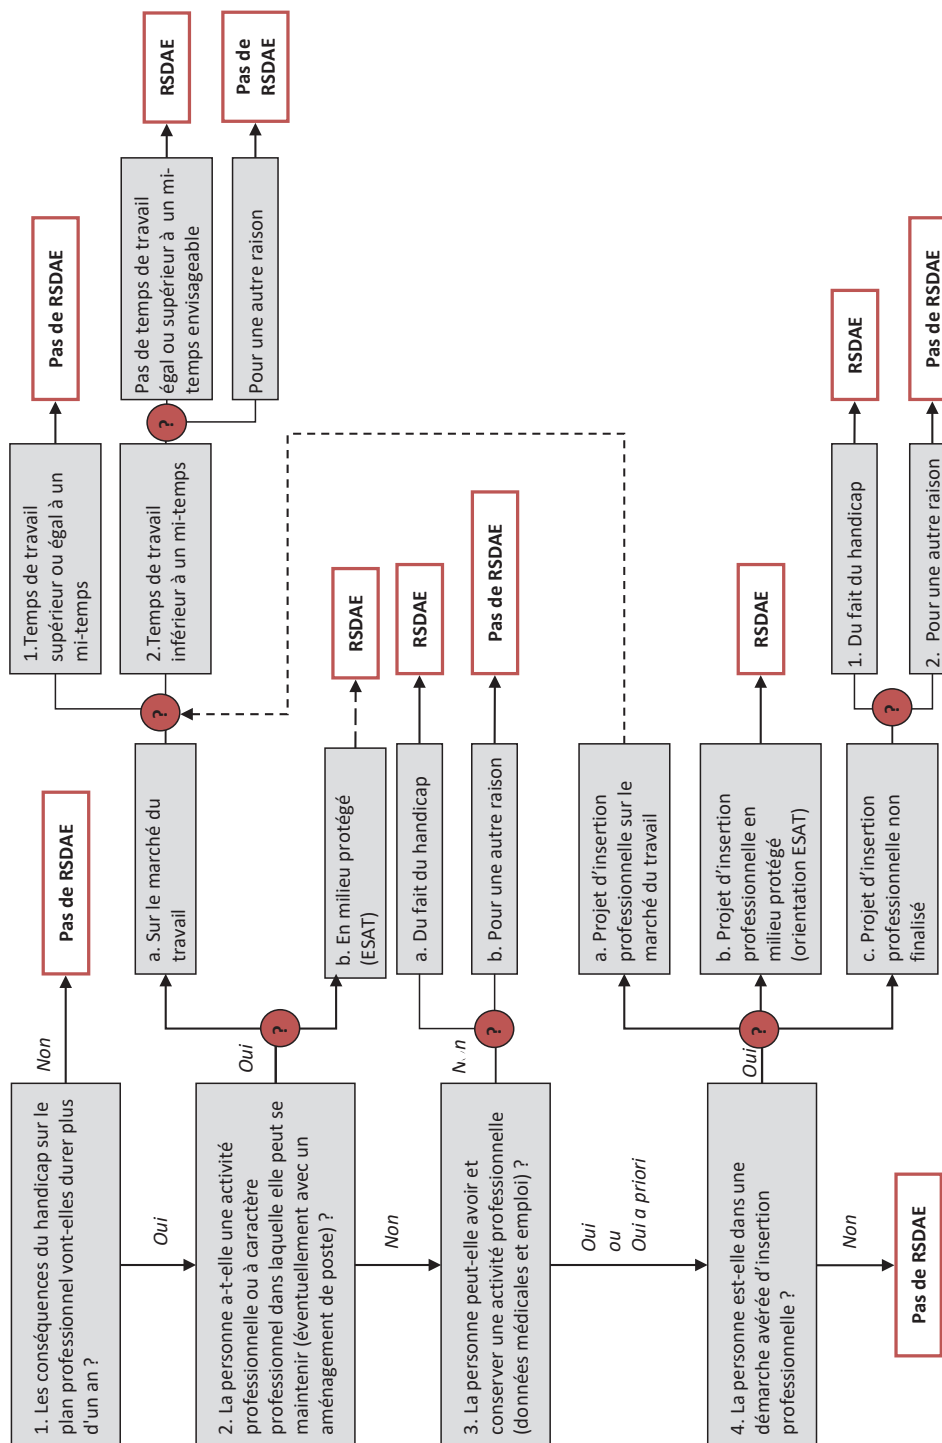 1. Les conséquences du handicap sur le
plan professionnel vont-elles durer plus
d'un an ?
Non
Pas de RSDAE
Oui
2. La personne a-t-elle une activité
professionnelle ou à caractère
professionnel dans laquelle elle peut se
maintenir (éventuellement avec un
aménagement de poste) ?
Oui
?
a. Sur le marché du
travail
?
1.Temps de travail
supérieur ou égal à un
mi-temps
Pas de RSDAE
2.Temps de travail
inférieur à un mi-temps
?
Pas de temps de travail
égal ou supérieur à un mi-
temps envisageable
RSDAE
Pour une autre raison
Pas de
RSDAE
b. En milieu protégé
(ESAT)
RSDAE
Non
3. La personne peut-elle avoir et
conserver une activité professionnelle
(données médicales et emploi) ?
Non
?
a. Du fait du handicap
RSDAE
b. Pour une autre raison
Pas de RSDAE
Oui
ou
Oui a priori
4. La personne est-elle dans une
démarche avérée d'insertion
professionnelle ?
Oui
?
a. Projet d'insertion
professionnelle sur le
marché du travail
b. Projet d'insertion
professionnelle en
milieu protégé
(orientation ESAT)
RSDAE
c. Projet d'insertion
professionnelle non
finalisé
?
1. Du fait du handicap
RSDAE
2. Pour une autre raison
Pas de RSDAE
Non
Pas de RSDAE